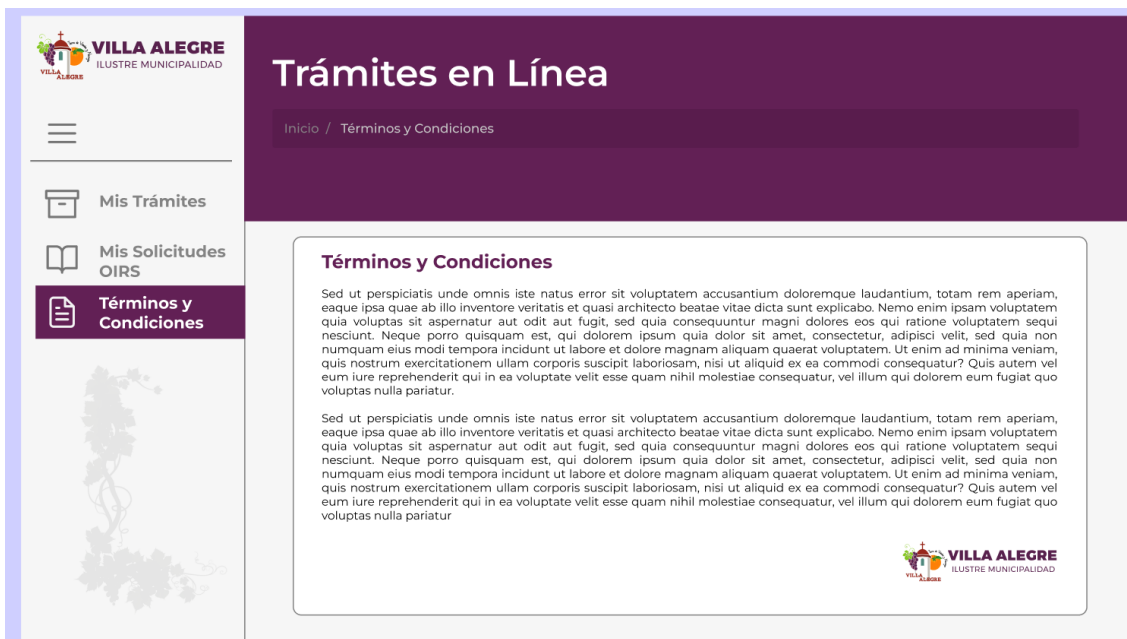 VILLA ALEGRE
ILUSTRE MUNICIPALIDAD
VILLA
ALEGRE
Trámites en Línea
Inicio / Términos y Condiciones
Mis Trámites
Mis Solicitudes
OIRS
Términos y
Condiciones
Términos y Condiciones
Sed ut perspiciatis unde omnis iste natus error sit voluptatem accusantium doloremque laudantium, totam rem aperiam,
eaque ipsa quae ab illo inventore veritatis et quasi architecto beatae vitae dicta sunt explicabo. Nemo enim ipsam voluptatem
quia voluptas sit aspernatur aut odit aut fugit, sed quia consequuntur magni dolores eos qui ratione voluptatem sequi
nesciunt. Neque porro quisquam est, qui dolorem ipsum quia dolor sit amet, consectetur, adipisci velit, sed quia non
numquam eius modi tempora incidunt ut labore et dolore magnam aliquam quaerat voluptatem. Ut enim ad minima veniam,
quis nostrum exercitationem ullam corporis suscipit laboriosam, nisi ut aliquid ex ea commodi consequatur? Quis autem vel
eum iure reprehenderit qui in ea voluptate velit esse quam nihil molestiae consequatur, vel illum qui dolorem eum fugiat quo
voluptas nulla pariatur.
Sed ut perspiciatis unde omnis iste natus error sit voluptatem accusantium doloremque laudantium, totam rem aperiam,
eaque ipsa quae ab illo inventore veritatis et quasi architecto beatae vitae dicta sunt explicabo. Nemo enim ipsam voluptatem
quia voluptas sit aspernatur aut odit aut fugit, sed quia consequuntur magni dolores eos qui ratione voluptatem sequi
nesciunt. Neque porro quisquam est, qui dolorem ipsum quia dolor sit amet, consectetur, adipisci velit, sed quia non
numquam eius modi tempora incidunt ut labore et dolore magnam aliquam quaerat voluptatem. Ut enim ad minima veniam,
quis nostrum exercitationem ullam corporis suscipit laboriosam, nisi ut aliquid ex ea commodi consequatur? Quis autem vel
eum iure reprehenderit qui in ea voluptate velit esse quam nihil molestiae consequatur, vel illum qui dolorem eum fugiat quo
voluptas nulla pariatur
VILLA ALEGRE
ILUSTRE MUNICIPALIDAD
VILLA
ALEGRE